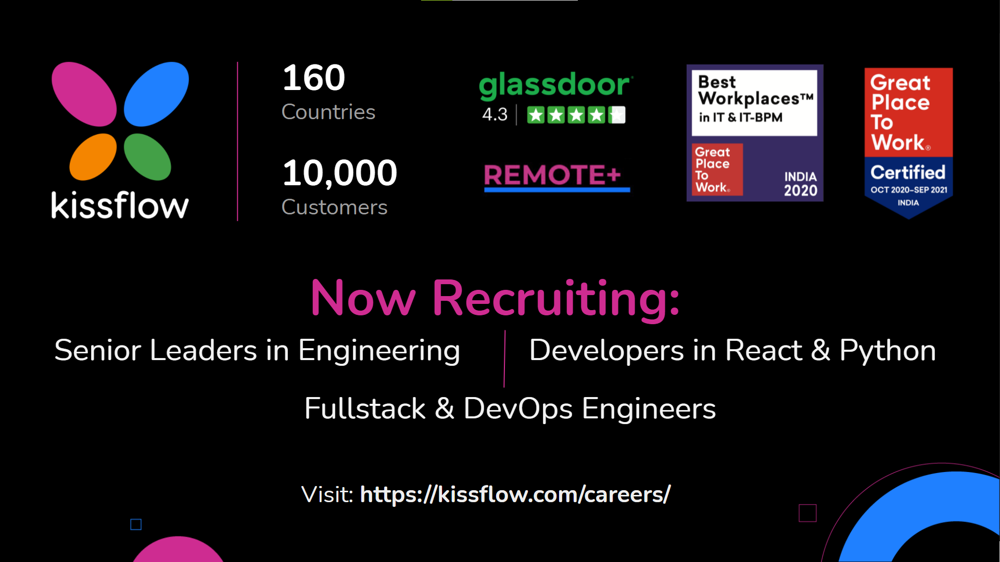 kissflow
160
Countries
10,000
Customers
glassdoor
4.3
REMOTE+
Best
Workplaces™
in IT & IT-BPM
Great
Place
To
Work®
INDIA
2020
Great
Place
To
Work®
Certified
OCT 2020–SEP 2021
INDIA
Now Recruiting:
Senior Leaders in Engineering
Developers in React & Python
Fullstack & DevOps Engineers
Visit: https://kissflow.com/careers/